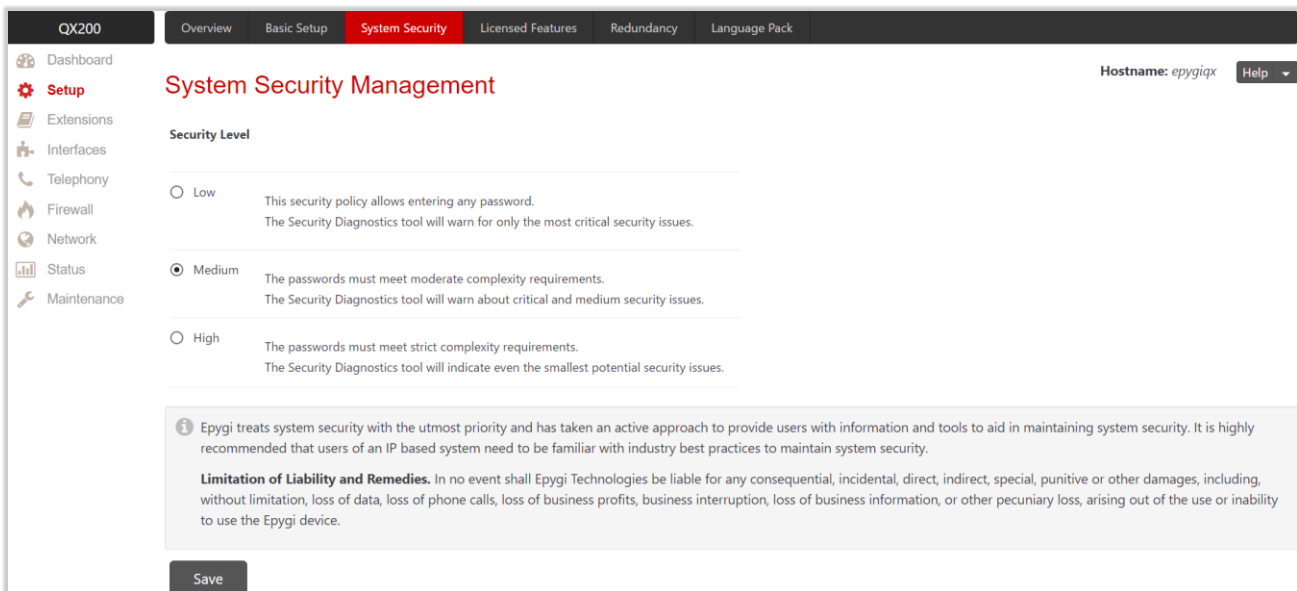 QX200
Overview Basic Setup System Security Licensed Features Redundancy Language Pack
Dashboard
Setup
Extensions
Interfaces
Telephony
Firewall
Network
Status
Maintenance
Hostname: epygiqx Help
System Security Management
Security Level
Low
This security policy allows entering any password.
The Security Diagnostics tool will warn for only the most critical security issues.
Medium
The passwords must meet moderate complexity requirements.
The Security Diagnostics tool will warn about critical and medium security issues.
High
The passwords must meet strict complexity requirements.
The Security Diagnostics tool will indicate even the smallest potential security issues.
Epygi treats system security with the utmost priority and has taken an active approach to provide users with information and tools to aid in maintaining system security. It is highly
recommended that users of an IP based system need to be familiar with industry best practices to maintain system security.
Limitation of Liability and Remedies. In no event shall Epygi Technologies be liable for any consequential, incidental, direct, indirect, special, punitive or other damages, including,
without limitation, loss of data, loss of phone calls, loss of business profits, business interruption, loss of business information, or other pecuniary loss, arising out of the use or inability
to use the Epygi device.
Save